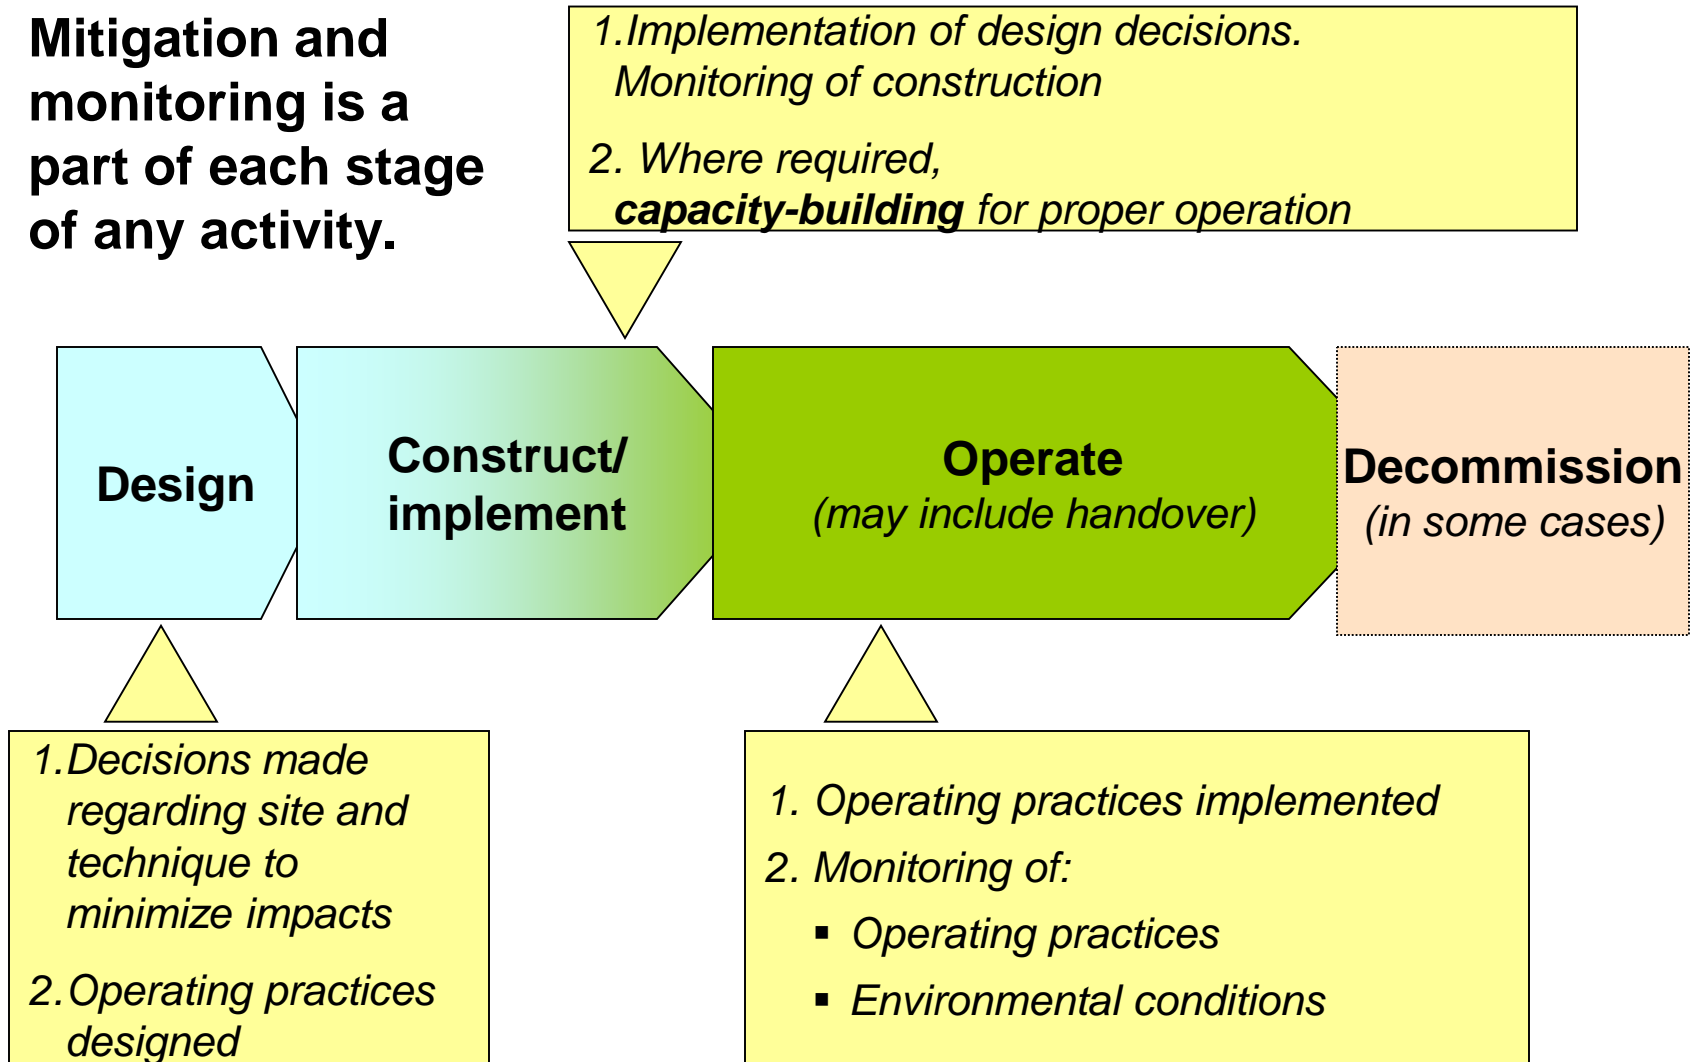 Mitigation and
monitoring is a
part of each stage
of any activity.
1.Implementation of design decisions.
Monitoring of construction
2. Where required,
capacity-building for proper operation
Design
Construct/
implement
Operate
(may include handover)
Decommission
(in some cases)
1.Decisions made
regarding site and
technique to
minimize impacts
2.Operating practices
designed
1. Operating practices implemented
2. Monitoring of:
▪ Operating practices
▪ Environmental conditions